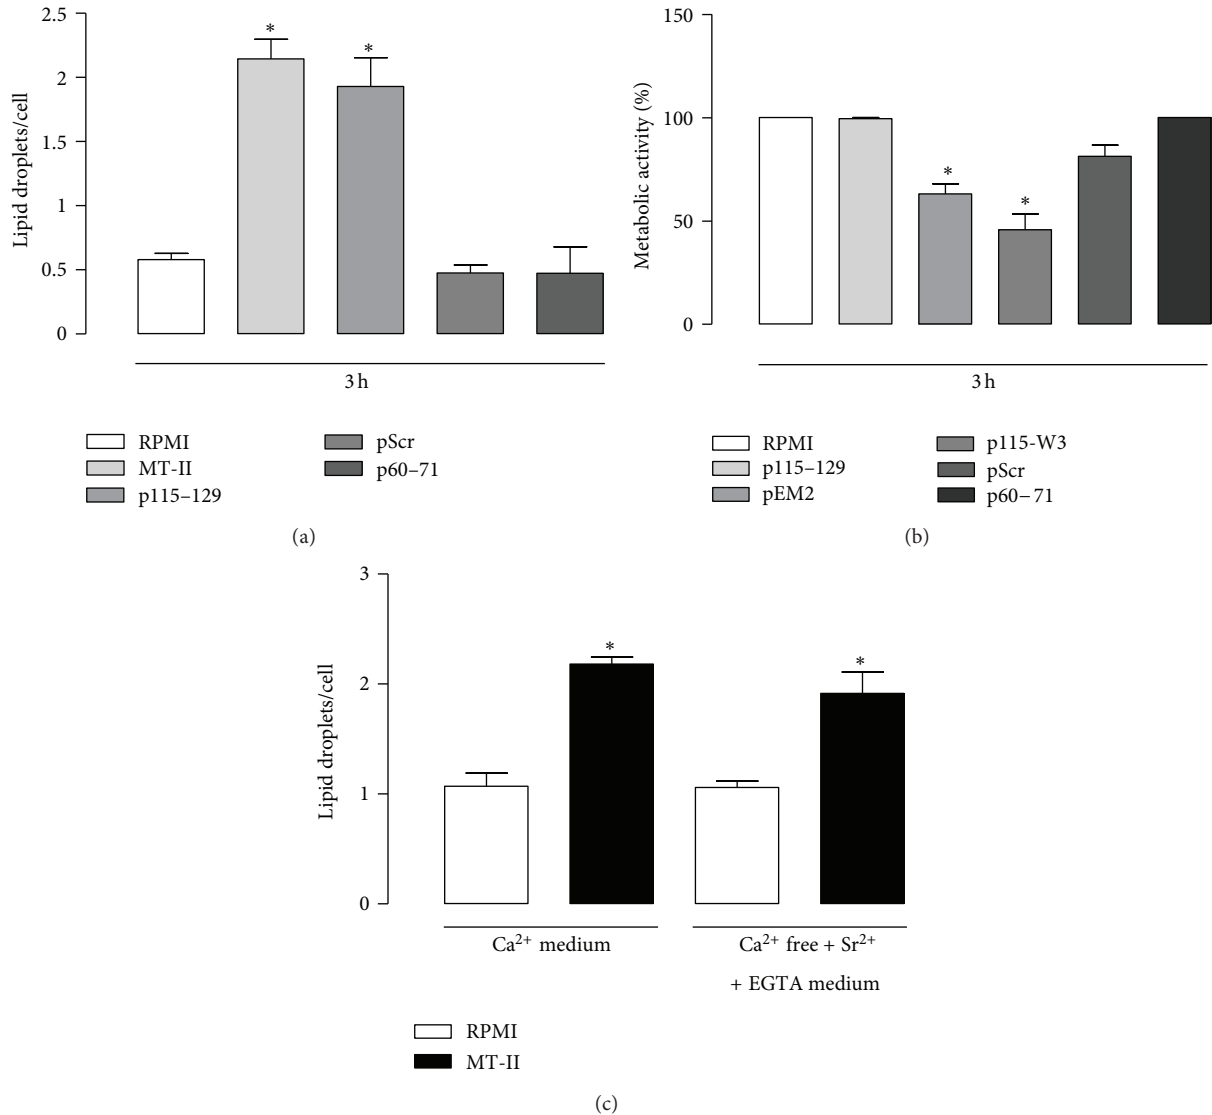 2.5
2
1.5
1
0.5
0
Lipid droplets/cell
*
*
3 h
RPMI
MT-II
p115–129
pScr
p60–71
(a)
150
100
50
0
Metabolic activity (%)
*
*
3 h
RPMI
p115–129
pEM2
p115-W3
pScr
p60–71
(b)
3
2
1
0
Lipid droplets/cell
*
*
Ca²⁺ medium
Ca²⁺ free + Sr²⁺
+ EGTA medium
RPMI
MT-II
(c)